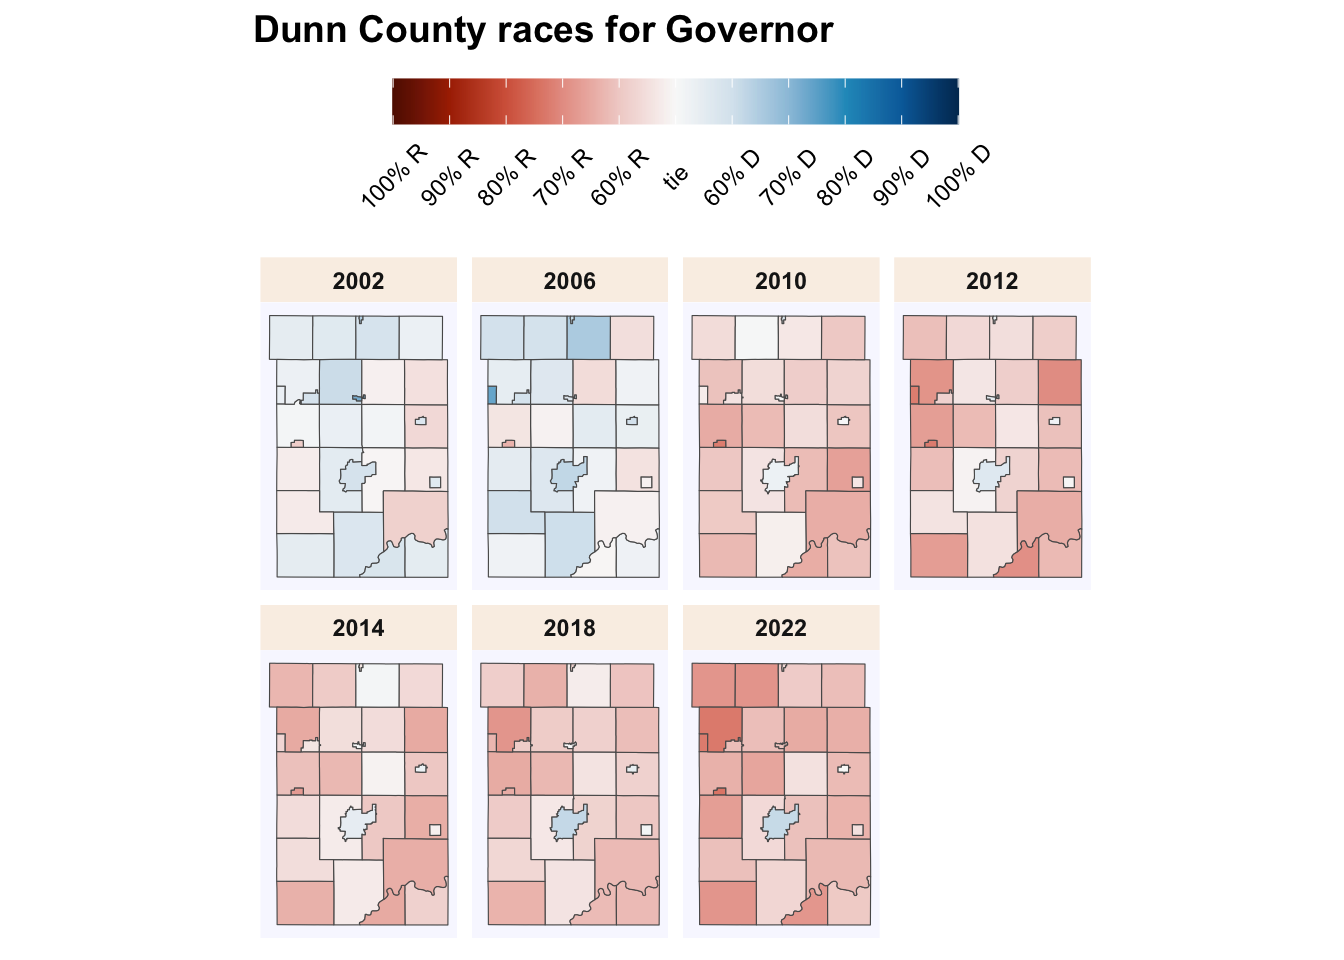 Dunn County races for Governor
100% R
90% R
80% R
70% R
60% R
tie
60% D
70% D
80% D
90% D
100% D
2002
2006
2010
2012
2014
2018
2022